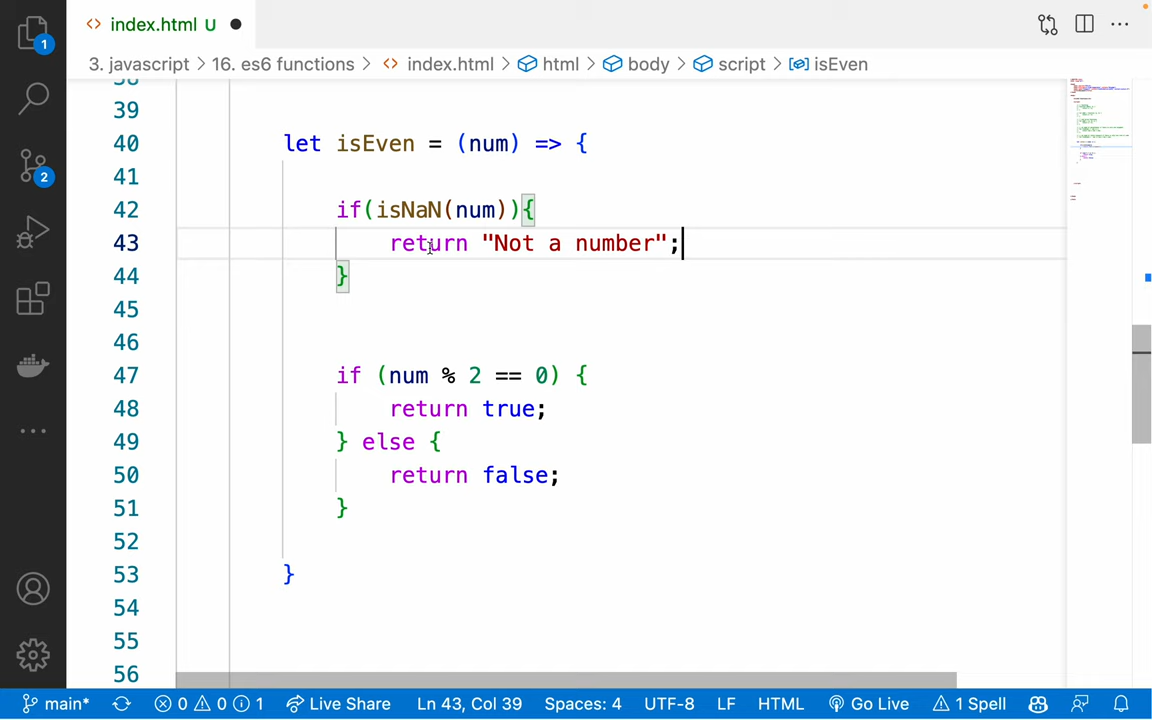 index.html U
3. javascript > 16. es6 functions > index.html > html > body > script > isEven
38
39
40 let isEven = (num) => {
41
42 if(isNaN(num)){
43 return "Not a number";
44 }
45
46
47 if (num % 2 == 0) {
48 return true;
49 } else {
50 return false;
51 }
52
53 }
54
55
56
1
2
main* 0 0 1 Live Share Ln 43, Col 39 Spaces: 4 UTF-8 LF HTML Go Live 1 Spell